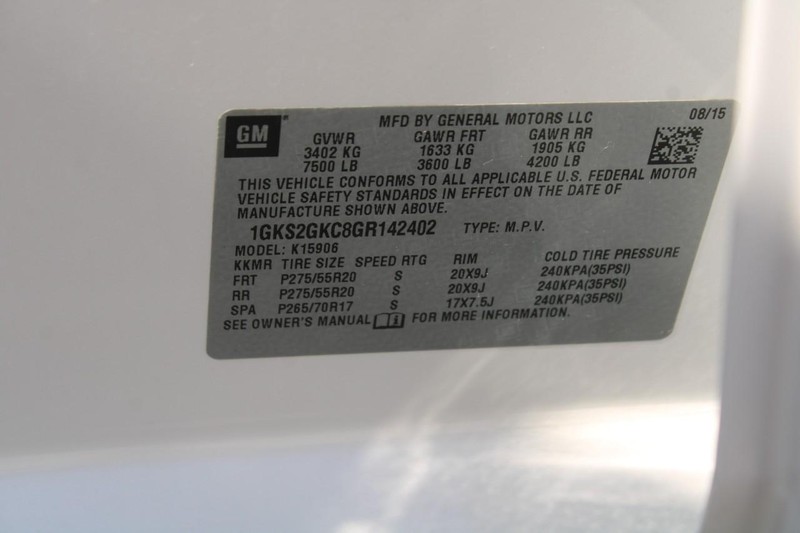 GM
MFD BY GENERAL MOTORS LLC 08/15
GVWR GAWR FRT GAWR RR
3402 KG 1633 KG 1905 KG
7500 LB 3600 LB 4200 LB
THIS VEHICLE CONFORMS TO ALL APPLICABLE U.S. FEDERAL MOTOR
VEHICLE SAFETY STANDARDS IN EFFECT ON THE DATE OF
MANUFACTURE SHOWN ABOVE.
1GKS2GKC8GR142402 TYPE: M.P.V.
MODEL: K15906
KKMR TIRE SIZE SPEED RTG RIM COLD TIRE PRESSURE
FRT P275/55R20 S 20X9J 240KPA(35PSI)
RR P275/55R20 S 20X9J 240KPA(35PSI)
SPA P265/70R17 S 17X7.5J 240KPA(35PSI)
SEE OWNER'S MANUAL FOR MORE INFORMATION.